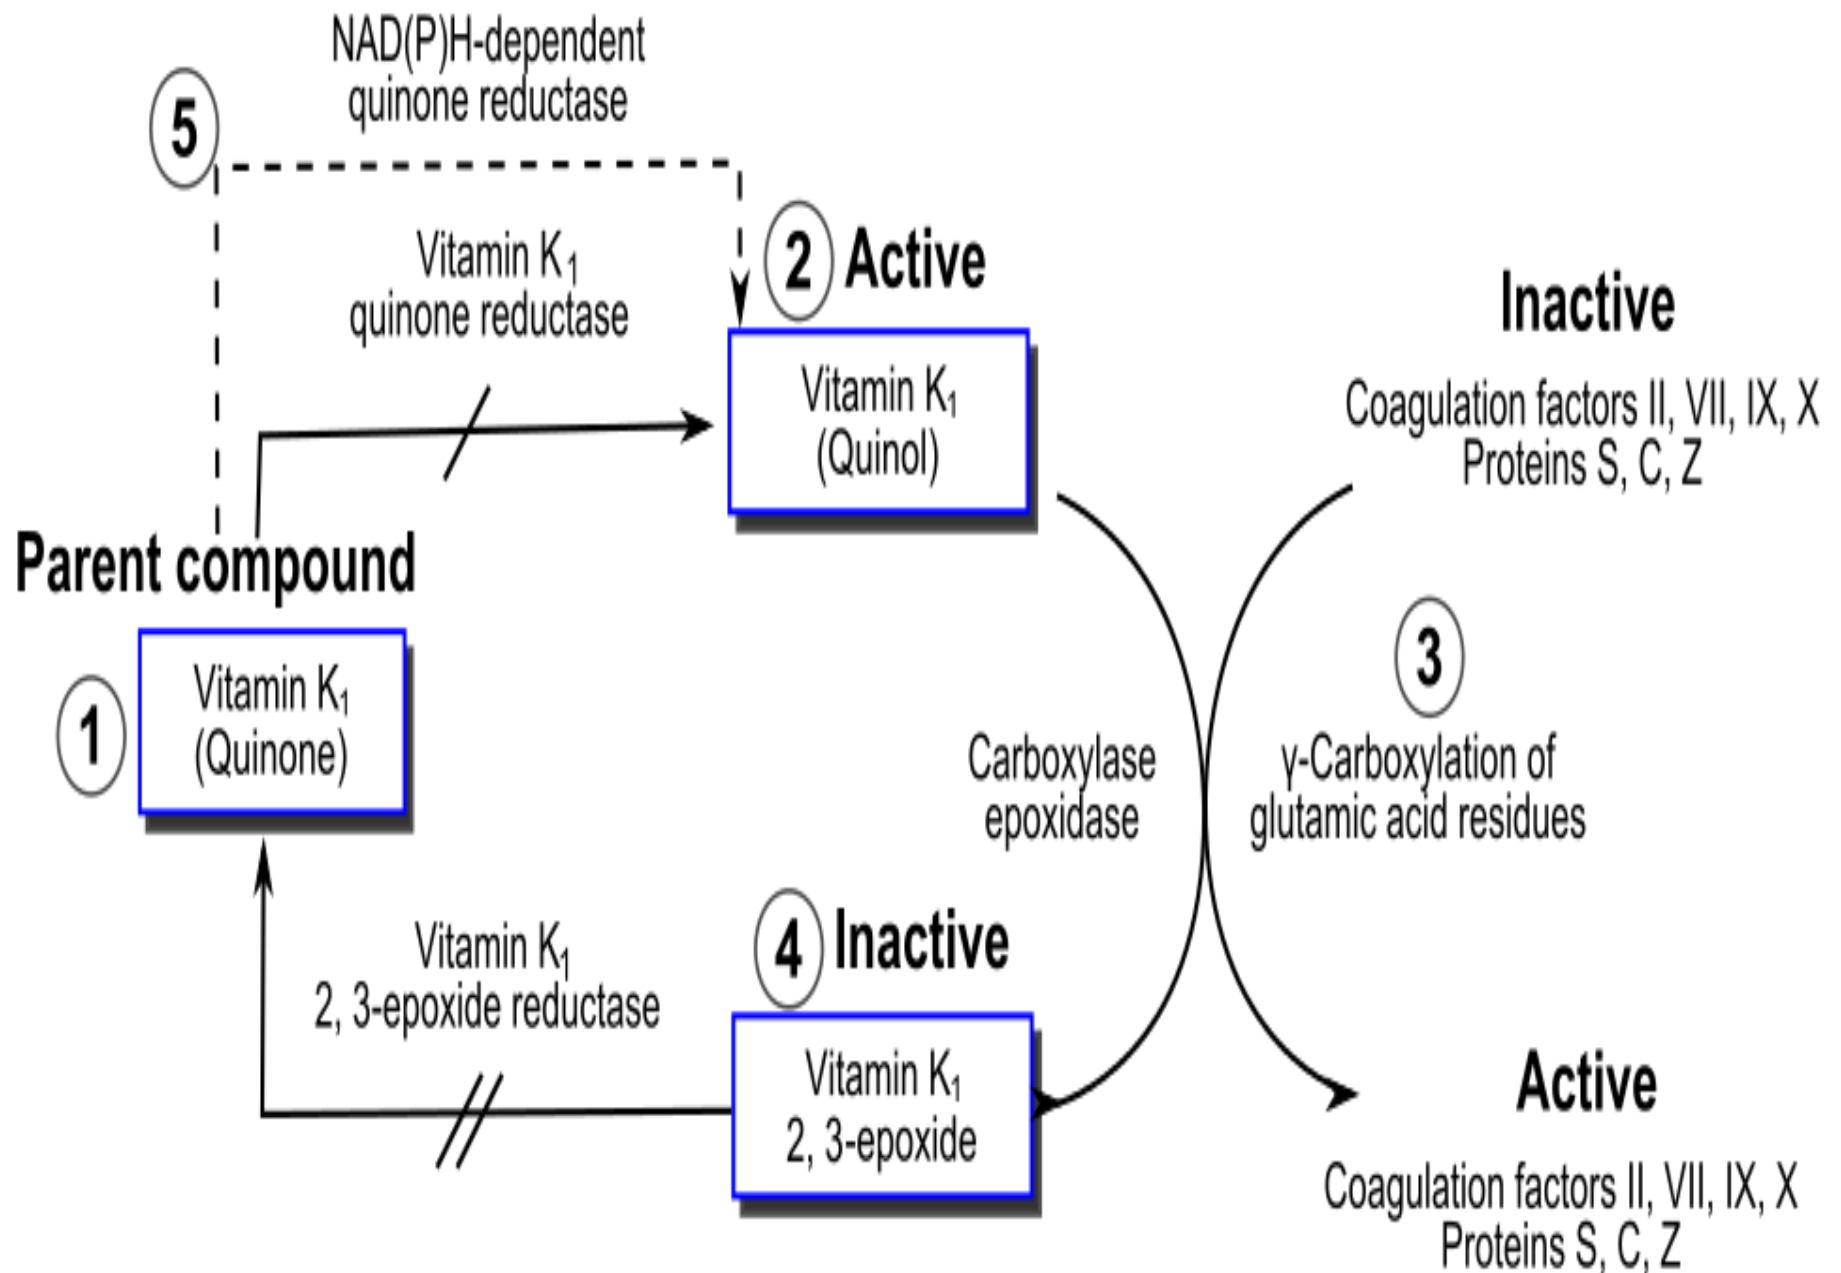 NAD(P)H-dependent
quinone reductase
5
Vitamin K₁
quinone reductase
2 Active
Vitamin K₁
(Quinol)
Inactive
Coagulation factors II, VII, IX, X
Proteins S, C, Z
Parent compound
1
Vitamin K₁
(Quinone)
3
Carboxylase
epoxidase
γ-Carboxylation of
glutamic acid residues
Vitamin K₁
2, 3-epoxide reductase
4 Inactive
Vitamin K₁
2, 3-epoxide
Active
Coagulation factors II, VII, IX, X
Proteins S, C, Z